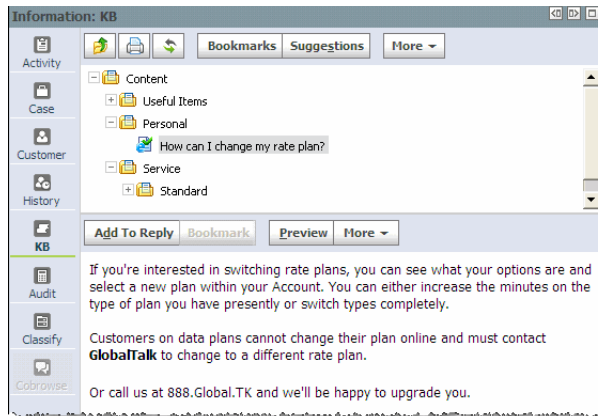 Information: KB
Bookmarks Suggestions More
Activity
Content
Useful Items
Case
Personal
How can I change my rate plan?
Customer
Service
Standard
History
KB
Add To Reply Bookmark Preview More
If you're interested in switching rate plans, you can see what your options are and
select a new plan within your Account. You can either increase the minutes on the
type of plan you have presently or switch types completely.
Audit
Customers on data plans cannot change their plan online and must contact
GlobalTalk to change to a different rate plan.
Classify
Cobrowse
Or call us at 888.Global.TK and we'll be happy to upgrade you.